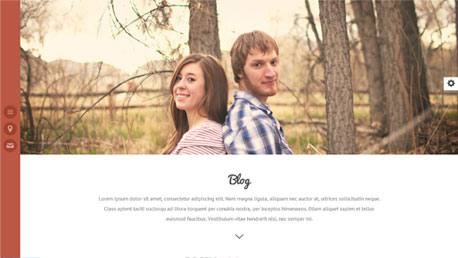 Blog
Lorem ipsum dolor sit amet, consectetur adipiscing elit. Nam magna ligula, aliquam nec auctor ut, ultrices sollicitudin neque.
Class aptent taciti sociosqu ad litora torquent per conubia nostra, per inceptos himenaeos. Etiam aliquet sapien et tellus
euismod faucibus. Vestibulum vitae hendrerit nisi, nec semper mi.